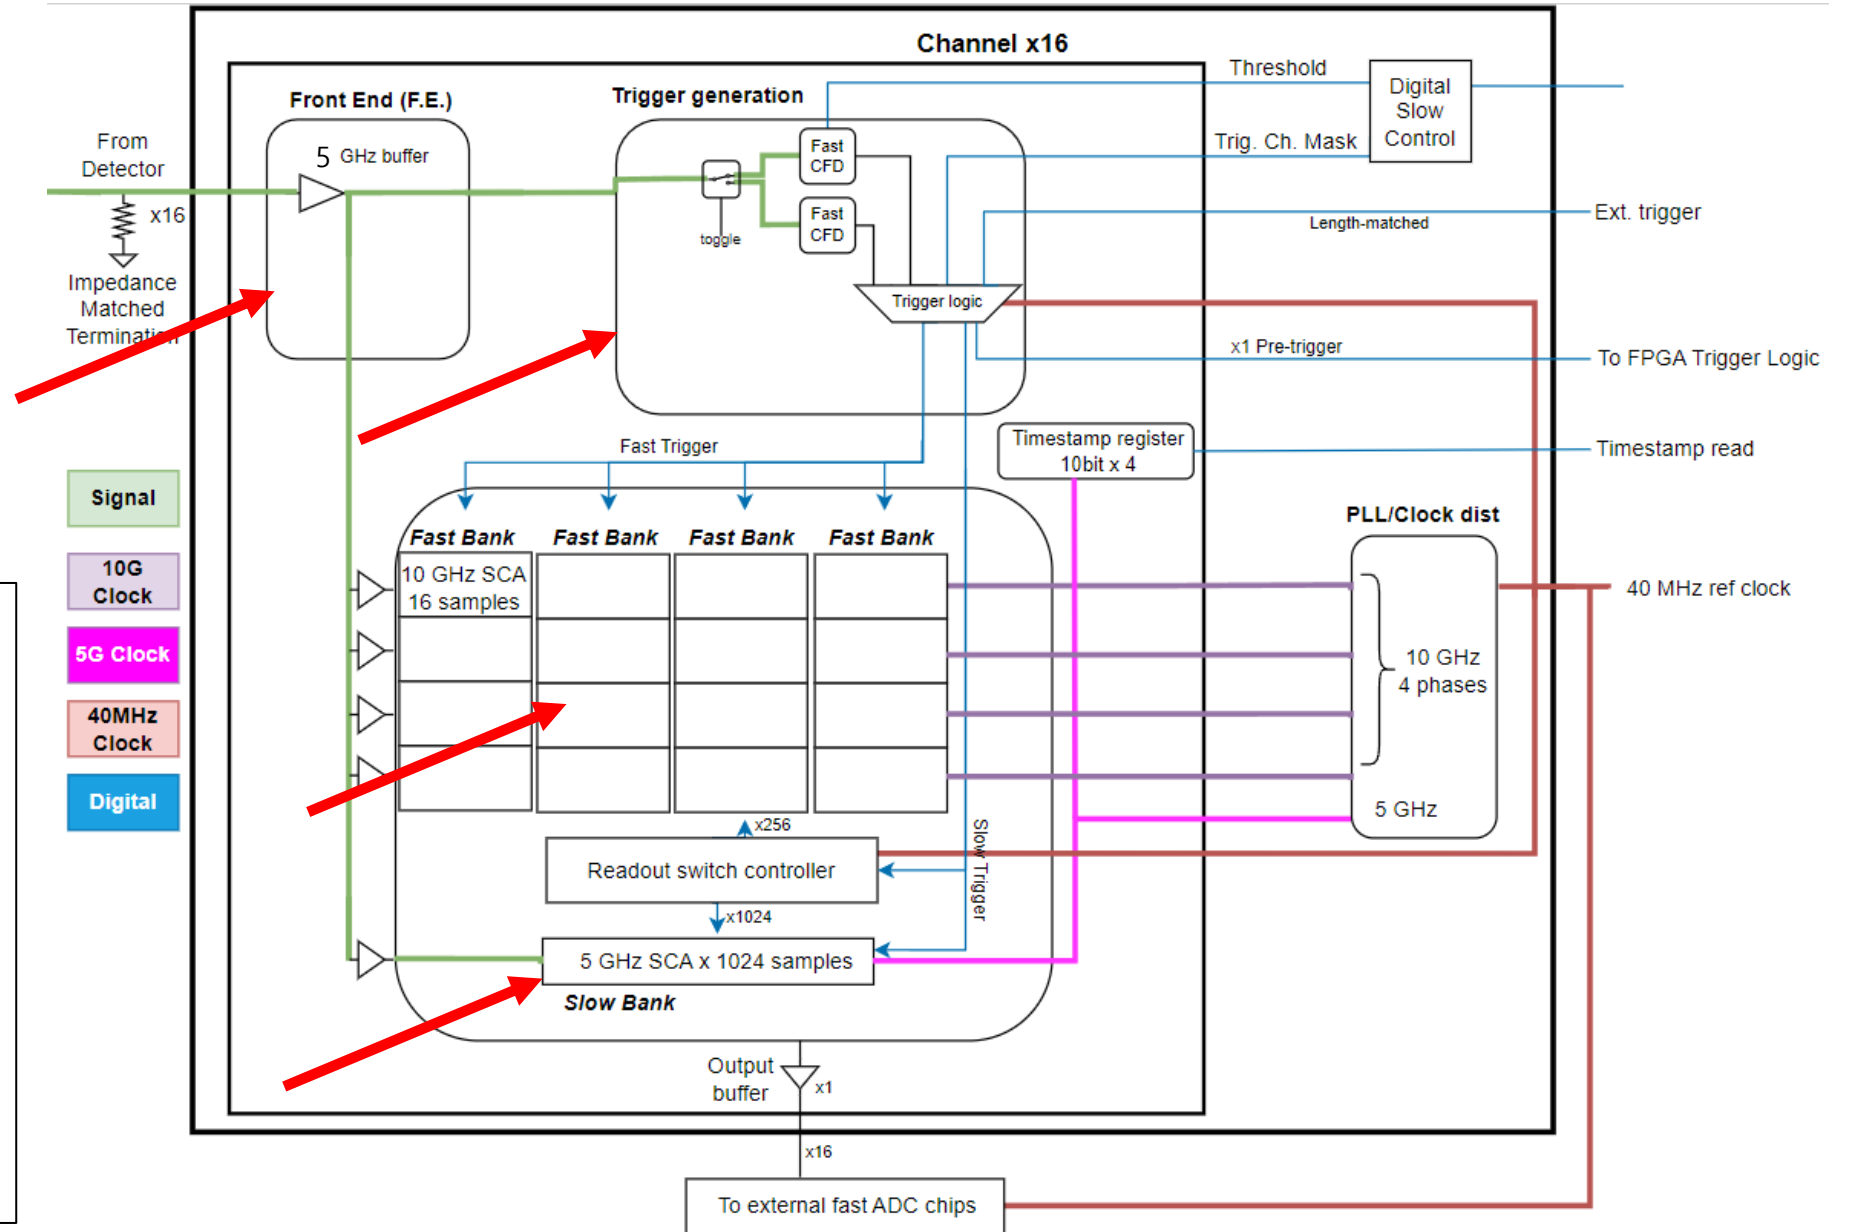 Channel x16
Front End (F.E.)
Trigger generation
Threshold
Digital
Slow
Control
From
Detector
5 GHz buffer
Fast
CFD
Trig. Ch. Mask
x16
Fast
CFD
toggle
Length-matched
Ext. trigger
Impedance
Matched
Termination
Trigger logic
x1 Pre-trigger
To FPGA Trigger Logic
Fast Trigger
Timestamp register
10bit x 4
Timestamp read
Signal
PLL/Clock dist
Fast Bank
Fast Bank
Fast Bank
Fast Bank
10G
Clock
10 GHz SCA
16 samples
40 MHz ref clock
5G Clock
10 GHz
4 phases
40MHz
Clock
Digital
5 GHz
x256
Readout switch controller
Slow Trigger
x1024
5 GHz SCA x 1024 samples
Slow Bank
Output
buffer
x1
x16
To external fast ADC chips